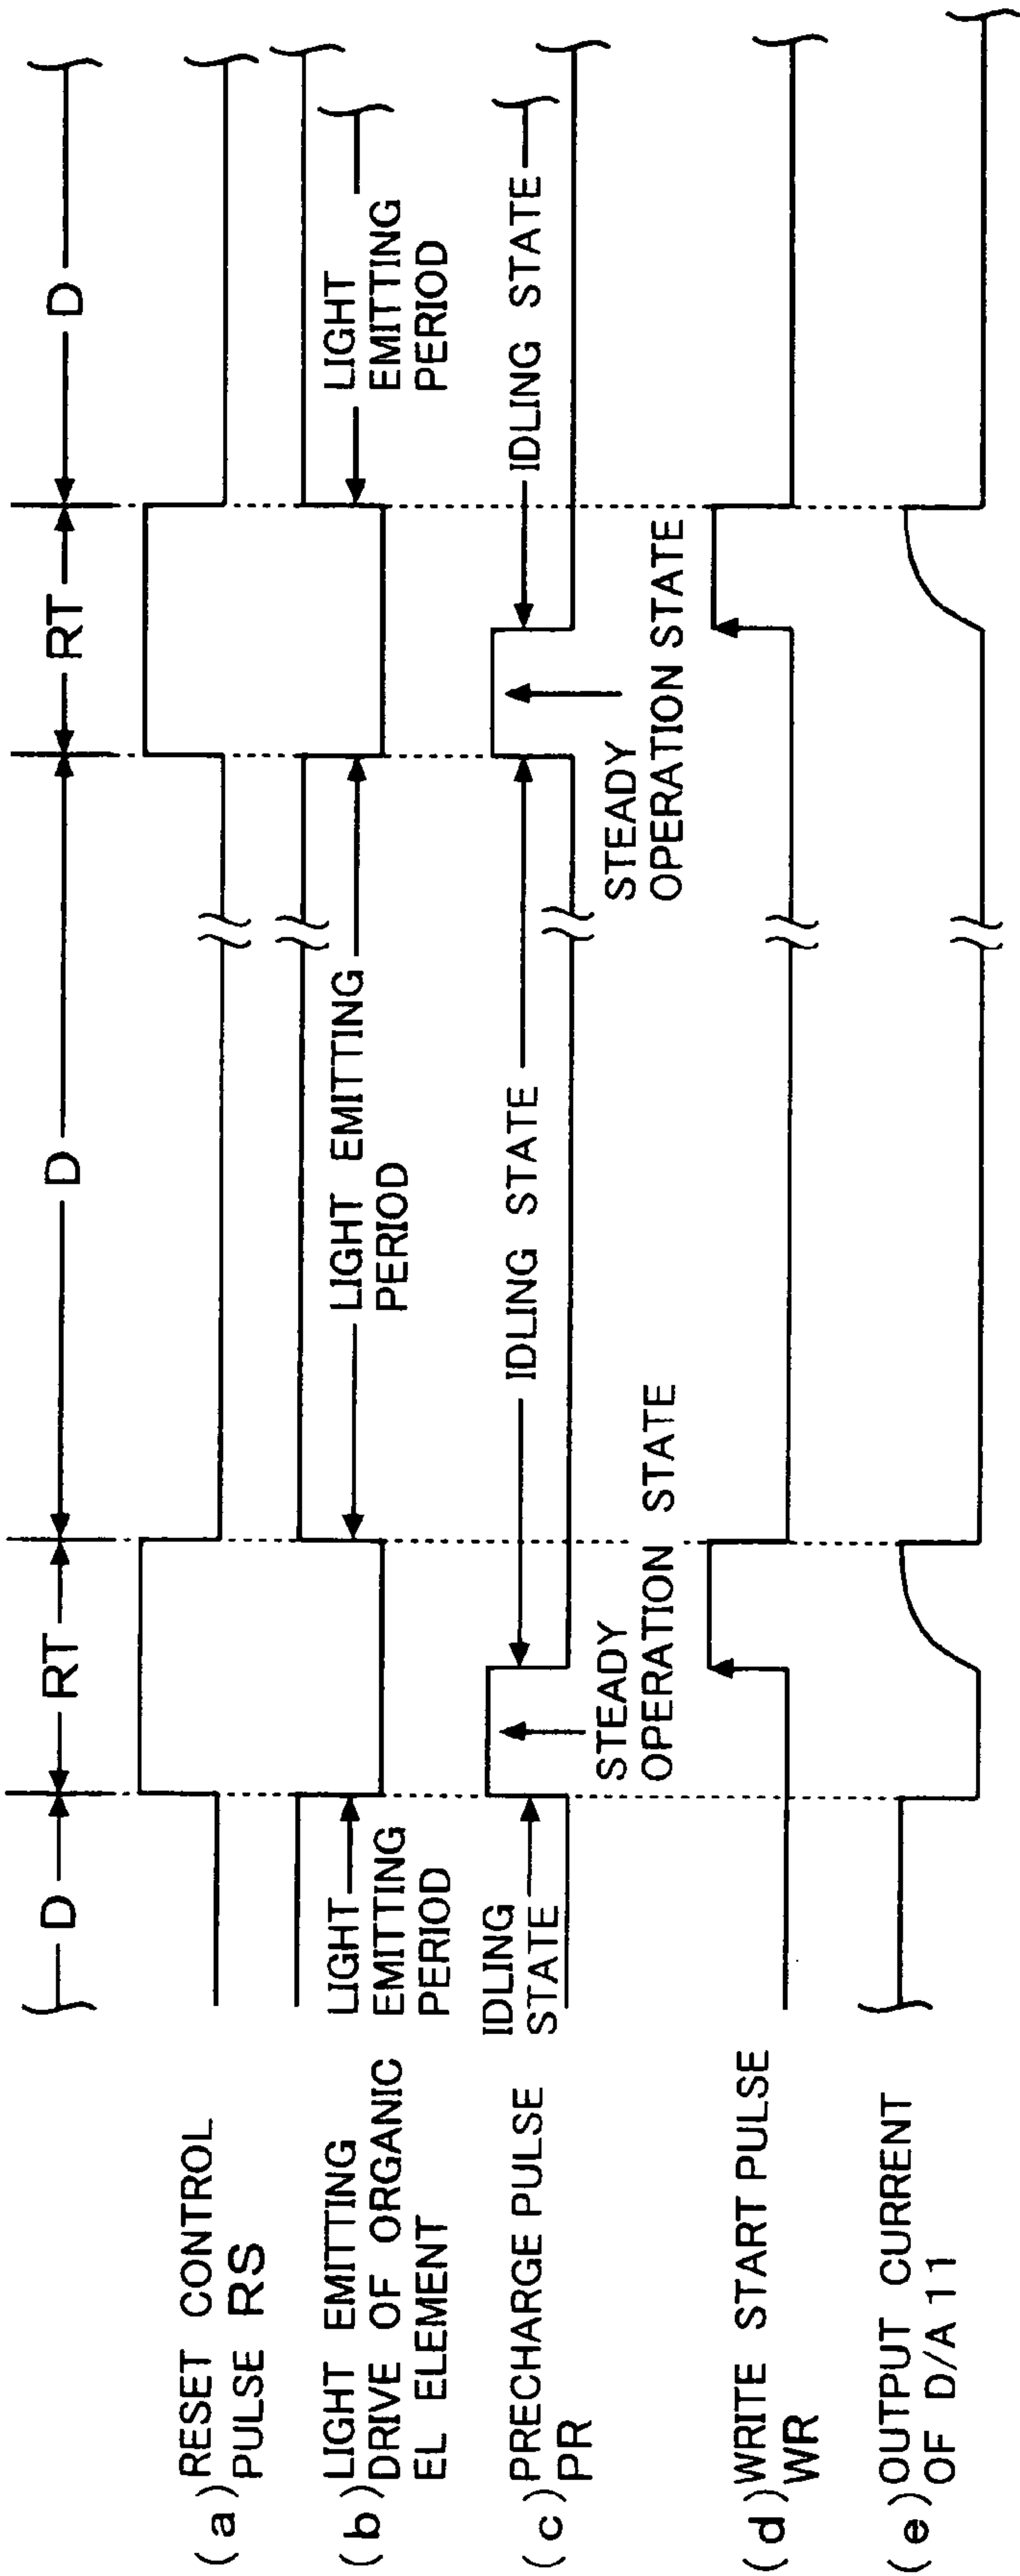 D
RT
D
RT
D
(a) RESET CONTROL
PULSE RS
(b) LIGHT EMITTING
DRIVE OF ORGANIC
EL ELEMENT
LIGHT
EMITTING
PERIOD
LIGHT EMITTING
PERIOD
LIGHT
EMITTING
PERIOD
(c) PRECHARGE PULSE
PR
IDLING
STATE
STEADY
OPERATION STATE
IDLING STATE
STEADY
OPERATION STATE
IDLING STATE
(d) WRITE START PULSE
WR
(e) OUTPUT CURRENT
OF D/A 11